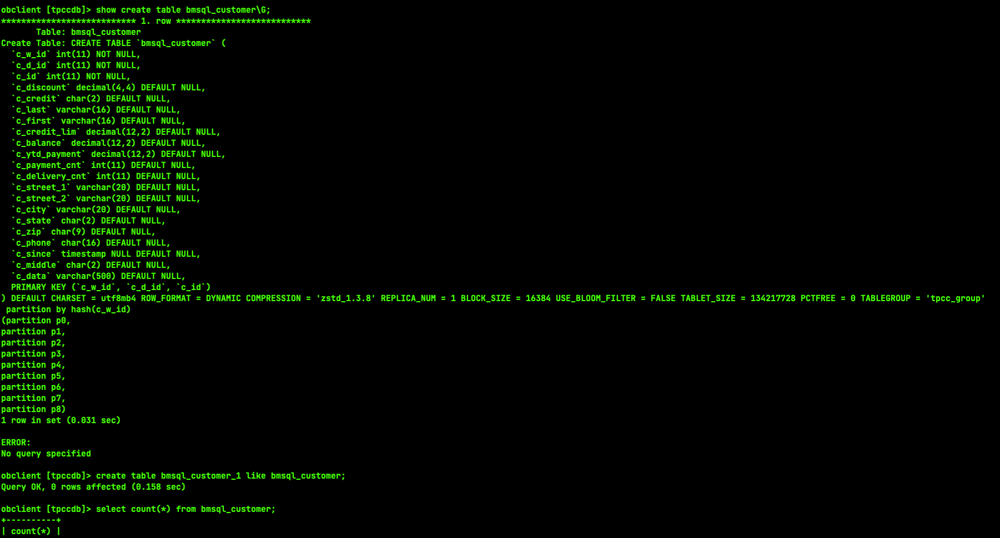 obclient [tpccdb]> show create table bmsql_customer\G;
*************************** 1. row ***************************
       Table: bmsql_customer
Create Table: CREATE TABLE `bmsql_customer` (
  `c_w_id` int(11) NOT NULL,
  `c_d_id` int(11) NOT NULL,
  `c_id` int(11) NOT NULL,
  `c_discount` decimal(4,4) DEFAULT NULL,
  `c_credit` char(2) DEFAULT NULL,
  `c_last` varchar(16) DEFAULT NULL,
  `c_first` varchar(16) DEFAULT NULL,
  `c_credit_lim` decimal(12,2) DEFAULT NULL,
  `c_balance` decimal(12,2) DEFAULT NULL,
  `c_ytd_payment` decimal(12,2) DEFAULT NULL,
  `c_payment_cnt` int(11) DEFAULT NULL,
  `c_delivery_cnt` int(11) DEFAULT NULL,
  `c_street_1` varchar(20) DEFAULT NULL,
  `c_street_2` varchar(20) DEFAULT NULL,
  `c_city` varchar(20) DEFAULT NULL,
  `c_state` char(2) DEFAULT NULL,
  `c_zip` char(9) DEFAULT NULL,
  `c_phone` char(16) DEFAULT NULL,
  `c_since` timestamp NULL DEFAULT NULL,
  `c_middle` char(2) DEFAULT NULL,
  `c_data` varchar(500) DEFAULT NULL,
  PRIMARY KEY (`c_w_id`, `c_d_id`, `c_id`)
) DEFAULT CHARSET = utf8mb4 ROW_FORMAT = DYNAMIC COMPRESSION = 'zstd_1.3.8' REPLICA_NUM = 1 BLOCK_SIZE = 16384 USE_BLOOM_FILTER = FALSE TABLET_SIZE = 134217728 PCTFREE = 0 TABLEGROUP = 'tpcc_group'
 partition by hash(c_w_id)
(partition p0,
partition p1,
partition p2,
partition p3,
partition p4,
partition p5,
partition p6,
partition p7,
partition p8)
1 row in set (0.031 sec)

ERROR:
No query specified

obclient [tpccdb]> create table bmsql_customer_1 like bmsql_customer;
Query OK, 0 rows affected (0.158 sec)

obclient [tpccdb]> select count(*) from bmsql_customer;
+----------+
| count(*) |